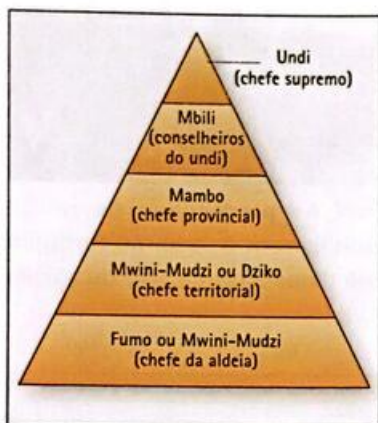 Undi
(chefe supremo)
Mbili
(conselheiros
do undi)
Mambo
(chefe provincial)
Mwini-Mudzi ou Dziko
(chefe territorial)
Fumo ou Mwini-Mudzi
(chefe da aldeia)